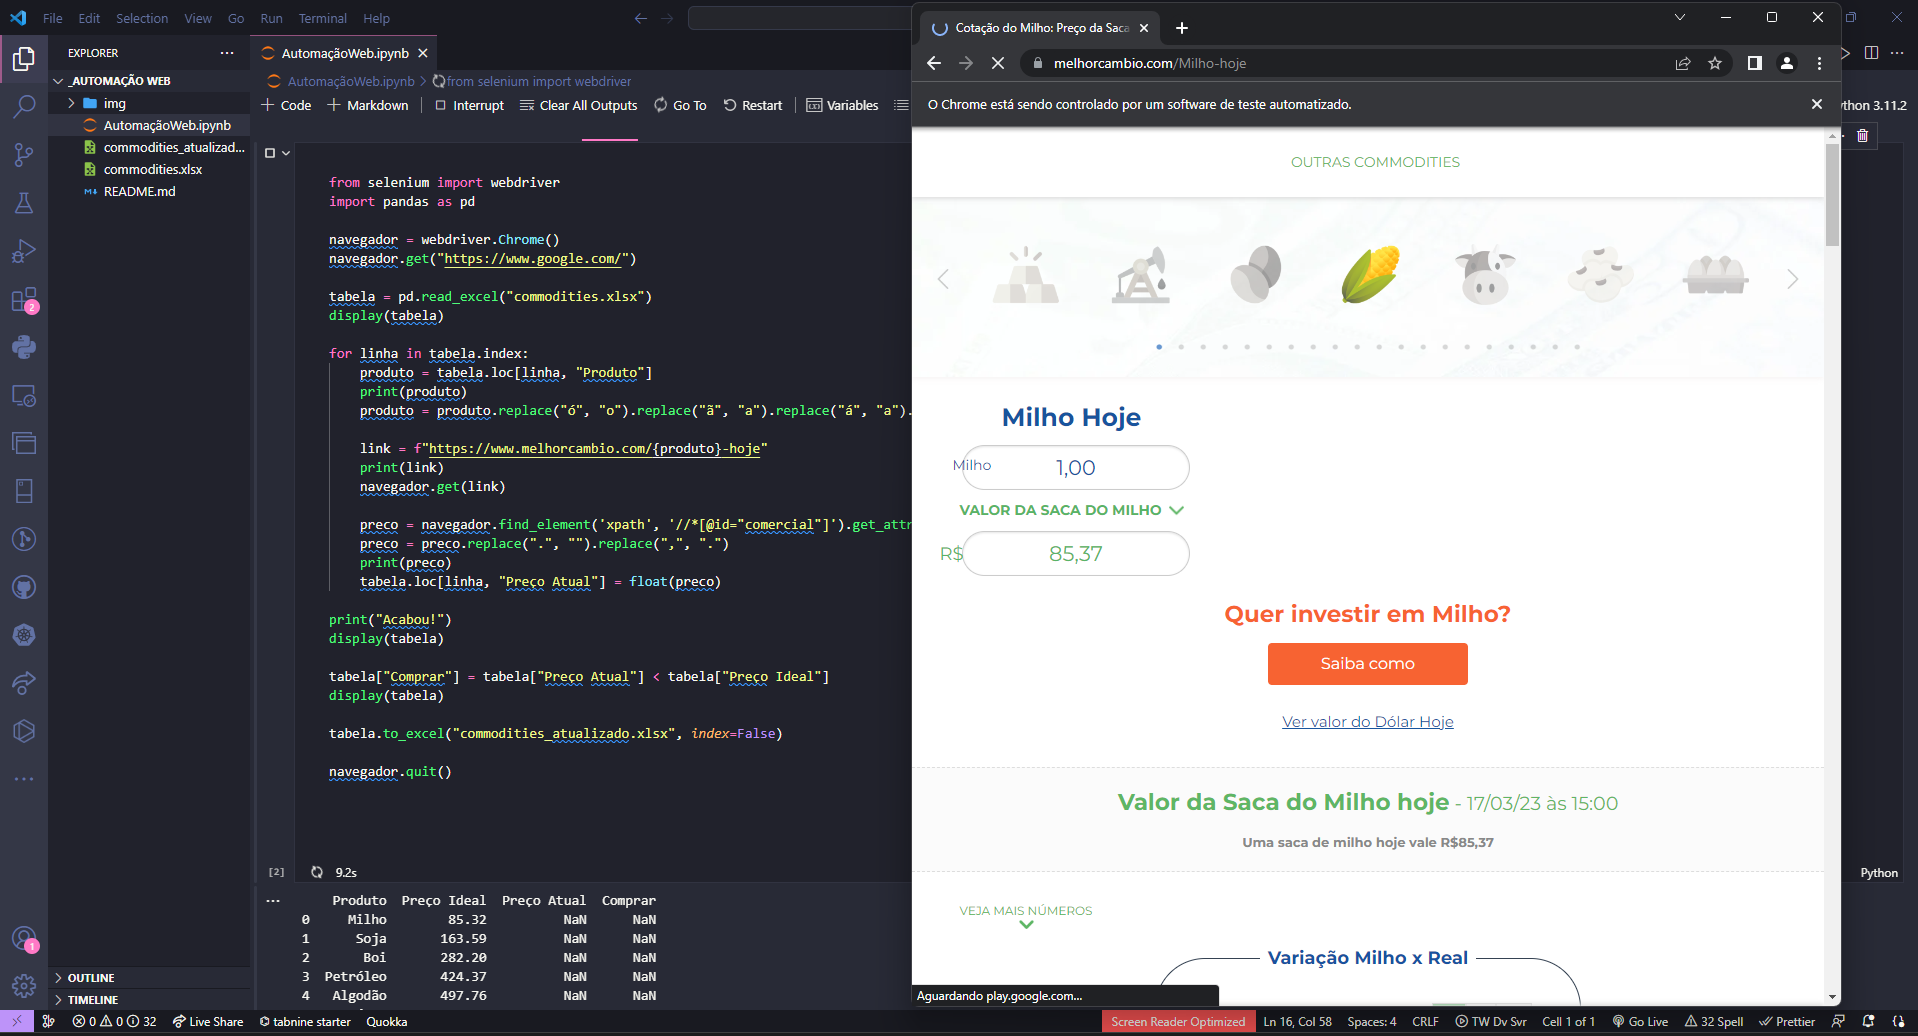 File Edit Selection View Go Run Terminal Help
EXPLORER
_AUTOMAÇÃO WEB
img
AutomaçãoWeb.ipynb
commodities_atualizad...
commodities.xlsx
README.md
OUTLINE
TIMELINE
2
1
AutomaçãoWeb.ipynb
AutomaçãoWeb.ipynb > from selenium import webdriver
+ Code + Markdown Interrupt Clear All Outputs Go To Restart Variables
from selenium import webdriver
import pandas as pd
navegador = webdriver.Chrome()
navegador.get("https://www.google.com/")
tabela = pd.read_excel("commodities.xlsx")
display(tabela)
for linha in tabela.index:
produto = tabela.loc[linha, "Produto"]
print(produto)
produto = produto.replace("ó", "o").replace("ã", "a").replace("á", "a").
link = f"https://www.melhorcambio.com/{produto}-hoje"
print(link)
navegador.get(link)
preco = navegador.find_element('xpath', '//*[@id="comercial"]').get_attr
preco = preco.replace(".", "").replace(",", ".")
print(preco)
tabela.loc[linha, "Preço Atual"] = float(preco)
print("Acabou!")
display(tabela)
tabela["Comprar"] = tabela["Preço Atual"] < tabela["Preço Ideal"]
display(tabela)
tabela.to_excel("commodities_atualizado.xlsx", index=False)
navegador.quit()
[2] 9.2s
Produto Preço Ideal Preço Atual Comprar
0 Milho 85.32 NaN NaN
1 Soja 163.59 NaN NaN
2 Boi 282.20 NaN NaN
3 Petróleo 424.37 NaN NaN
4 Algodão 497.76 NaN NaN
Cotação do Milho: Preço da Saca
melhorcambio.com/Milho-hoje
O Chrome está sendo controlado por um software de teste automatizado.
thon 3.11.2
OUTRAS COMMODITIES
Milho Hoje
Milho 1,00
VALOR DA SACA DO MILHO
R$ 85,37
Quer investir em Milho?
Saiba como
Ver valor do Dólar Hoje
Valor da Saca do Milho hoje - 17/03/23 às 15:00
Uma saca de milho hoje vale R$85,37
VEJA MAIS NÚMEROS
Variação Milho x Real
Aguardando play.google.com...
Python
0 0 32 Live Share tabnine starter Quokka
Screen Reader Optimized Ln 16, Col 58 Spaces: 4 CRLF TW Dv Svr Cell 1 of 1 Go Live 32 Spell Prettier